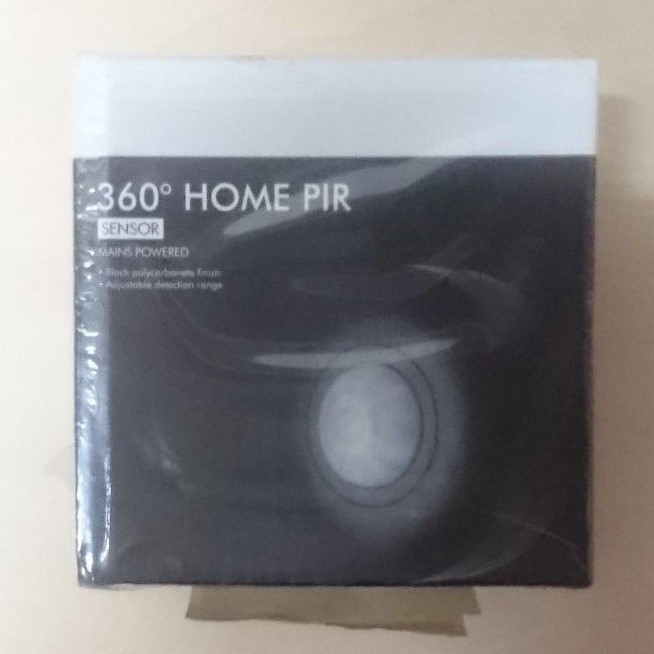 360° HOME PIR
SENSOR
MAINS POWERED
• Black polycarbonate finish
• Adjustable detection range